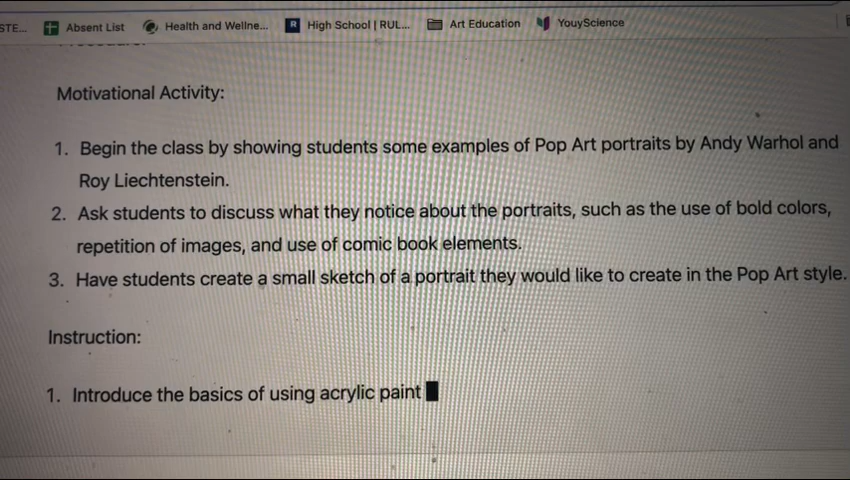 STE...
Absent List
Health and Wellne...
R
High School | RUL...
Art Education
YouyScience
Motivational Activity:
1. Begin the class by showing students some examples of Pop Art portraits by Andy Warhol and
Roy Liechtenstein.
2. Ask students to discuss what they notice about the portraits, such as the use of bold colors,
repetition of images, and use of comic book elements.
3. Have students create a small sketch of a portrait they would like to create in the Pop Art style.
Instruction:
1. Introduce the basics of using acrylic paint